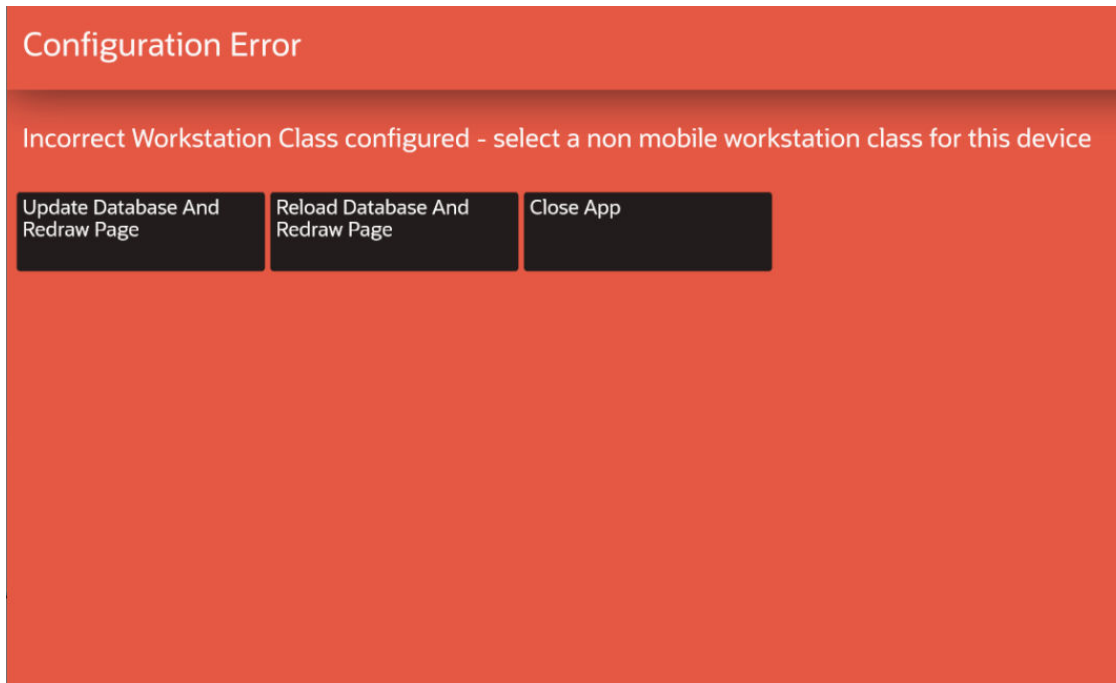 Configuration Error
Incorrect Workstation Class configured - select a non mobile workstation class for this device
Update Database And
Redraw Page
Reload Database And
Redraw Page
Close App